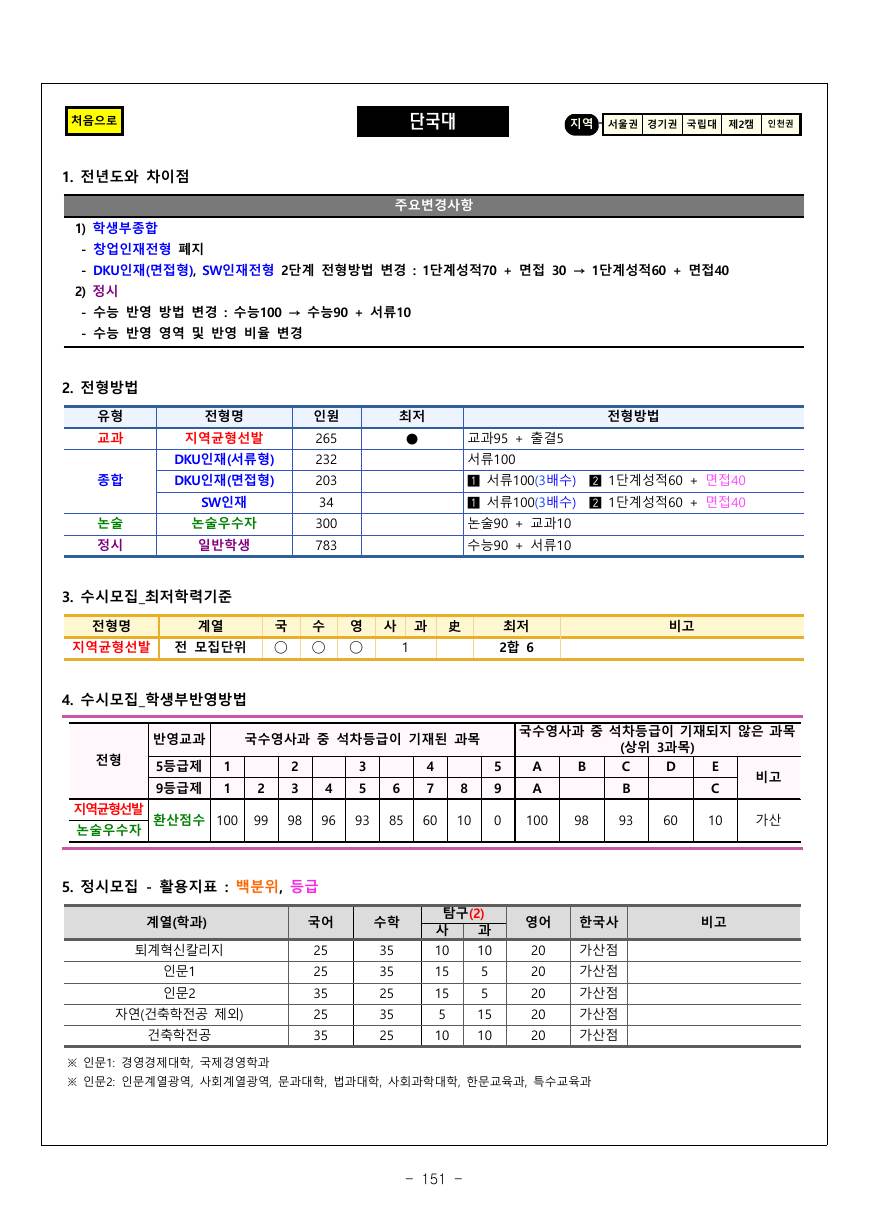 처음으로 단국대 지역 서울권 경기권 국립대 제2캠 인천권
1. 전년도와 차이점
주요변경사항
1) 학생부종합
- 창업인재전형 폐지
- DKU인재(면접형), SW인재전형 2단계 전형방법 변경 : 1단계성적70 + 면접 30 → 1단계성적60 + 면접40
2) 정시
- 수능 반영 방법 변경 : 수능100 → 수능90 + 서류10
- 수능 반영 영역 및 반영 비율 변경
2. 전형방법
유형 전형명 인원 최저 전형방법
교과 지역균형선발 265 ● 교과95 + 출결5
종합 DKU인재(서류형) 232 서류100
DKU인재(면접형) 203 1 서류100(3배수) 2 1단계성적60 + 면접40
SW인재 34 1 서류100(3배수) 2 1단계성적60 + 면접40
논술 논술우수자 300 논술90 + 교과10
정시 일반학생 783 수능90 + 서류10
3. 수시모집_최저학력기준
전형명 계열 국 수 영 사 과 史 최저 비고
지역균형선발 전 모집단위 ○ ○ ○ 1 2합 6
4. 수시모집_학생부반영방법
전형 반영교과 국수영사과 중 석차등급이 기재된 과목 국수영사과 중 석차등급이 기재되지 않은 과목
(상위 3과목)
5등급제 1 2 3 4 5 A B C D E 비고
9등급제 1 2 3 4 5 6 7 8 9 A B C
지역균형선발 환산점수 100 99 98 96 93 85 60 10 0 100 98 93 60 10 가산
논술우수자
5. 정시모집 - 활용지표 : 백분위, 등급
계열(학과) 국어 수학 탐구(2) 영어 한국사 비고
사 과
퇴계혁신칼리지 25 35 10 10 20 가산점
인문1 25 35 15 5 20 가산점
인문2 35 25 15 5 20 가산점
자연(건축학전공 제외) 25 35 5 15 20 가산점
건축학전공 35 25 10 10 20 가산점
※ 인문1: 경영경제대학, 국제경영학과
※ 인문2: 인문계열광역, 사회계열광역, 문과대학, 법과대학, 사회과학대학, 한문교육과, 특수교육과
- 151 -